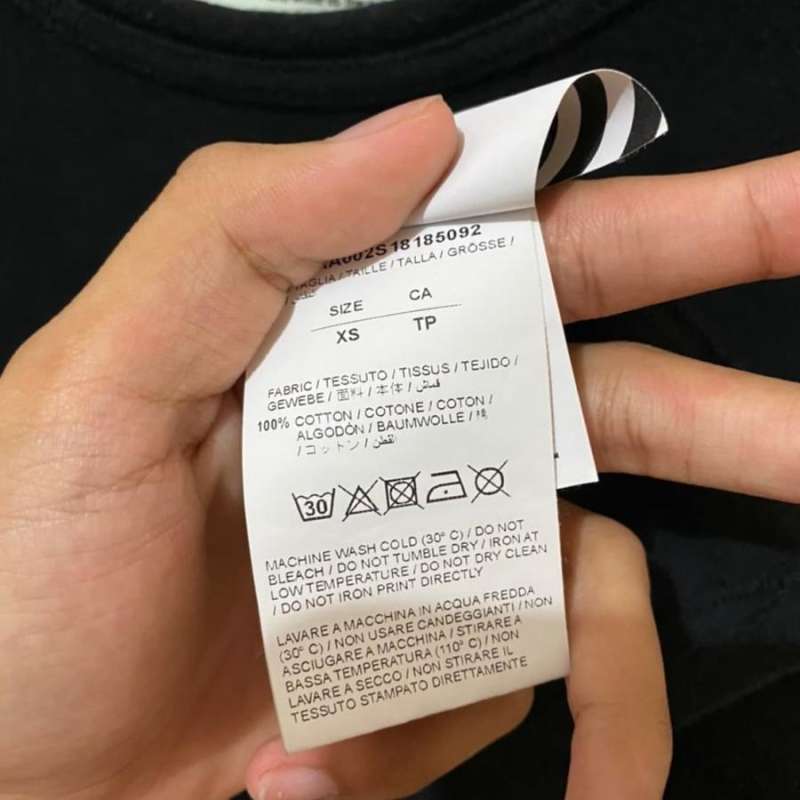 A002S18185092
TAGLIA / TAILLE / TALLA / GRÖSSE /
SIZE CA
XS TP
FABRIC / TESSUTO / TISSUS / TEJIDO /
GEWEBE / 面料 / 本体 / قماش
100% COTTON / COTONE / COTON /
ALGODÒN / BAUMWOLLE / 棉
/ コットン / القطن
30
MACHINE WASH COLD (30° C) / DO NOT
BLEACH / DO NOT TUMBLE DRY / IRON AT
LOW TEMPERATURE / DO NOT DRY CLEAN
/ DO NOT IRON PRINT DIRECTLY
LAVARE A MACCHINA IN ACQUA FREDDA
(30° C) / NON USARE CANDEGGIANTI / NON
ASCIUGARE A MACCHINA / STIRARE A
BASSA TEMPERATURA (110° C) / NON
LAVARE A SECCO / NON STIRARE IL
TESSUTO STAMPATO DIRETTAMENTE